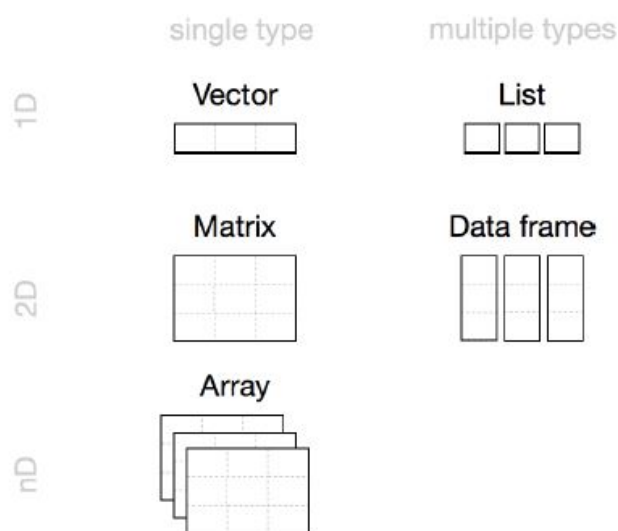 single type multiple types
1D
Vector List
2D
Matrix Data frame
nD
Array